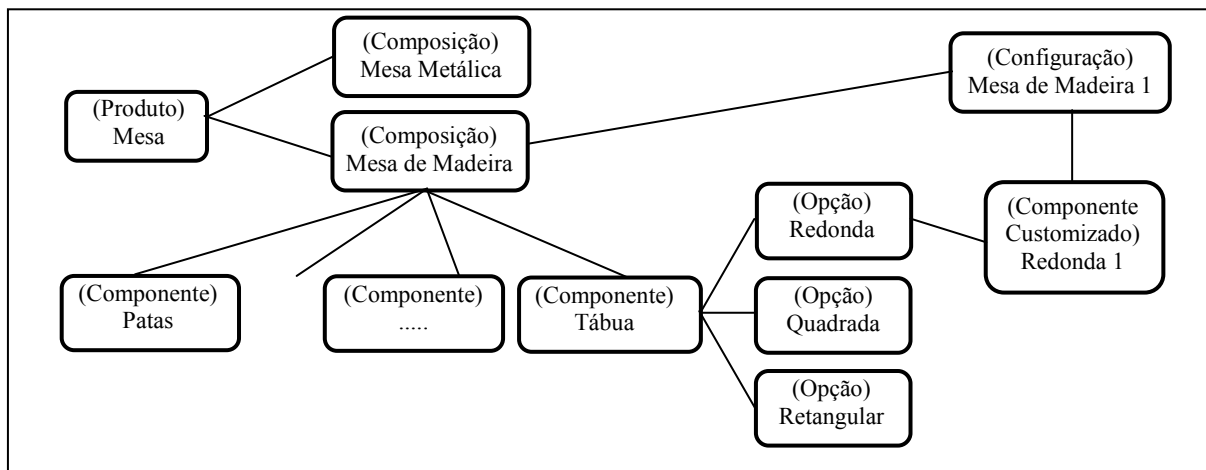 (Composição)
Mesa Metálica
(Configuração)
Mesa de Madeira 1
(Produto)
Mesa
(Composição)
Mesa de Madeira
(Opção)
Redonda
(Componente
Customizado)
Redonda 1
(Componente)
Patas
(Componente)
.....
(Componente)
Tábua
(Opção)
Quadrada
(Opção)
Retangular